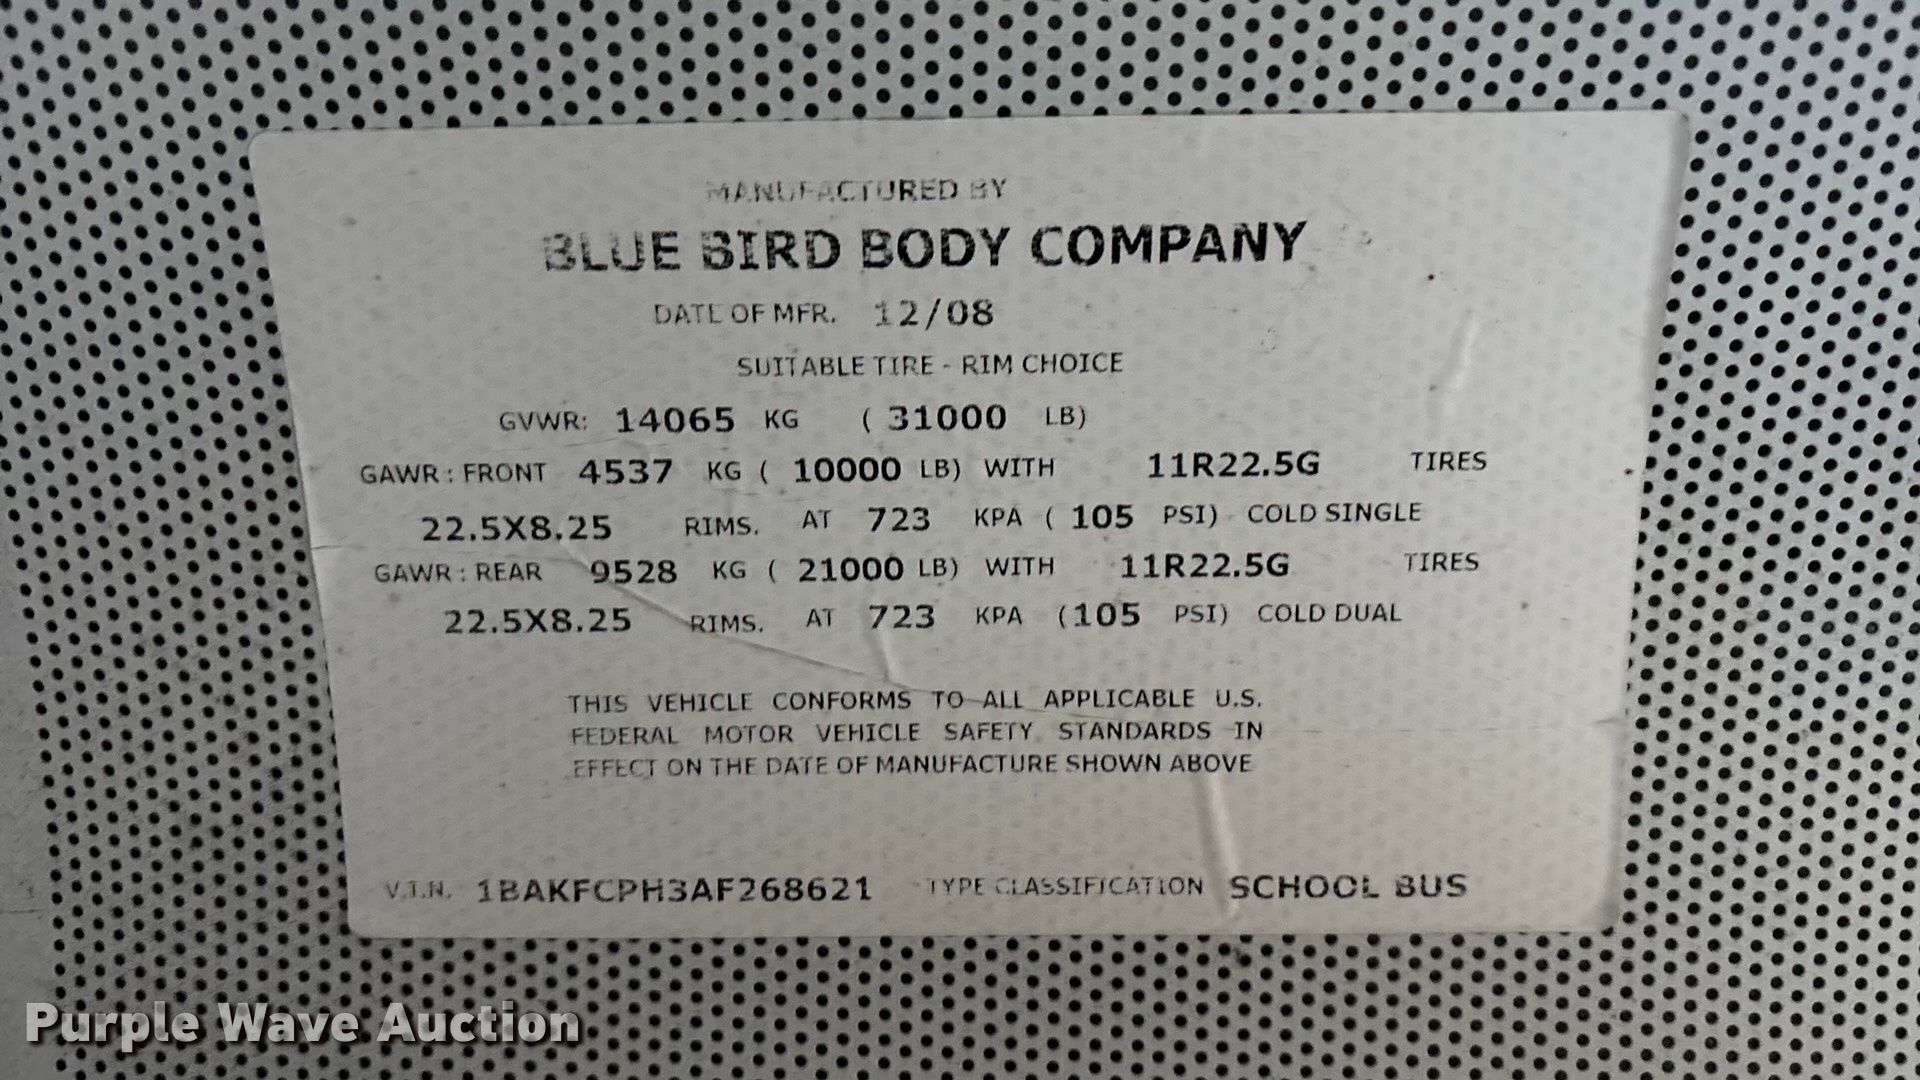 MANUFACTURED BY
BLUE BIRD BODY COMPANY
DATE OF MFR. 12/08
SUITABLE TIRE - RIM CHOICE
GVWR: 14065 KG ( 31000 LB)
GAWR : FRONT 4537 KG ( 10000 LB) WITH 11R22.5G TIRES
22.5X8.25 RIMS. AT 723 KPA ( 105 PSI) COLD SINGLE
GAWR : REAR 9528 KG ( 21000 LB) WITH 11R22.5G TIRES
22.5X8.25 RIMS. AT 723 KPA (105 PSI) COLD DUAL
THIS VEHICLE CONFORMS TO ALL APPLICABLE U.S.
FEDERAL MOTOR VEHICLE SAFETY STANDARDS IN
EFFECT ON THE DATE OF MANUFACTURE SHOWN ABOVE
V.I.N. 1BAKFCPH3AF268621 TYPE CLASSIFICATION SCHOOL BUS
Purple Wave Auction